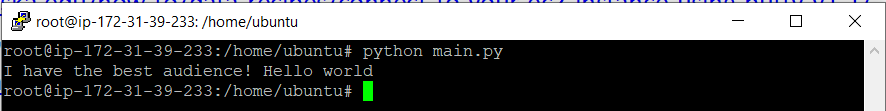 root@ip-172-31-39-233: /home/ubuntu
root@ip-172-31-39-233:/home/ubuntu# python main.py
I have the best audience! Hello world
root@ip-172-31-39-233:/home/ubuntu#